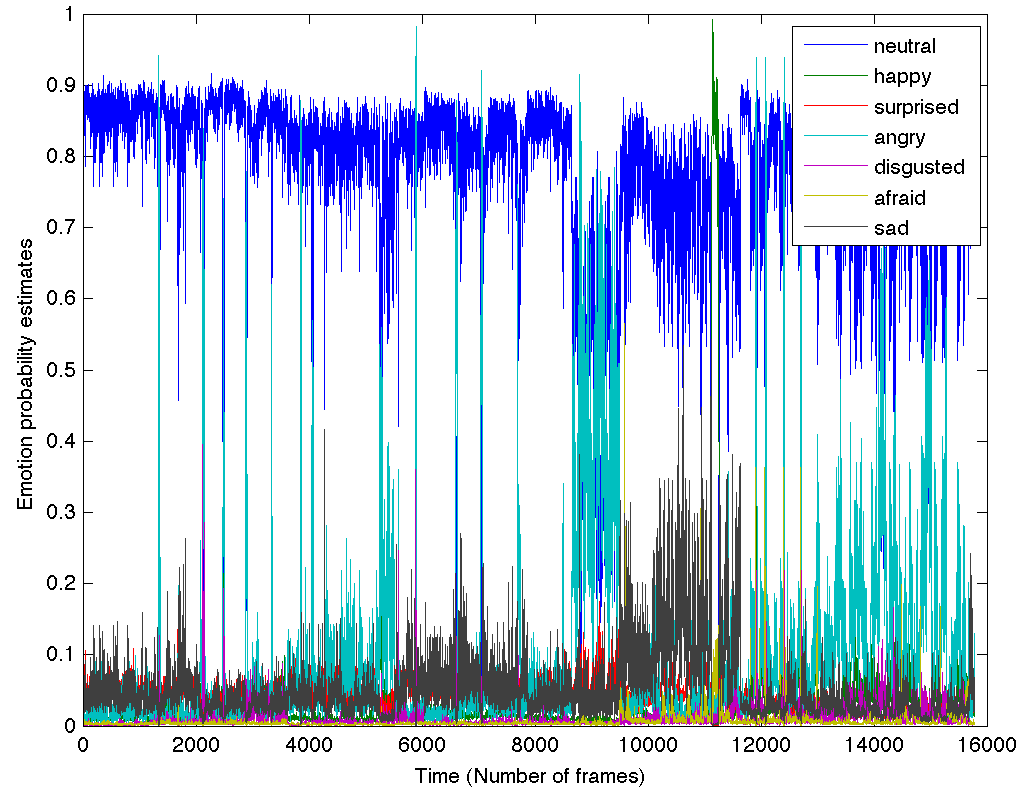 1
0.9
0.8
0.7
0.6
0.5
0.4
0.3
0.2
0.1
0
Emotion probability estimates
neutral
happy
surprised
angry
disgusted
afraid
sad
0 2000 4000 6000 8000 10000 12000 14000 16000
Time (Number of frames)